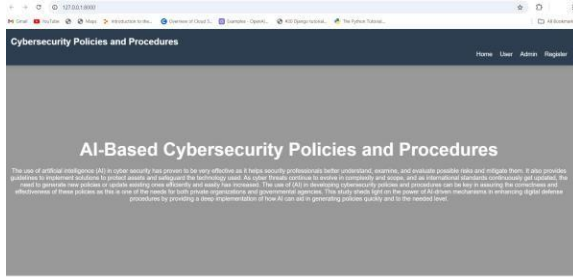 127.0.0.1:8000
Gmail YouTube Maps Introduction to the... Overview of Cloud S... Examples - OpenAI... 400 Django tutorial... The Python Tutorial...
All Bookmarks
Cybersecurity Policies and Procedures
Home User Admin Register
AI-Based Cybersecurity Policies and Procedures
The use of artificial intelligence (AI) in cyber security has proven to be very effective as it helps security professionals better understand, examine, and evaluate possible risks and mitigate them. It also provides
guidelines to implement solutions to protect assets and safeguard the technology used. As cyber threats continue to evolve in complexity and scope, and as international standards continuously get updated, the
need to generate new policies or update existing ones efficiently and easily has increased. The use of (AI) in developing cybersecurity policies and procedures can be key in assuring the correctness and
effectiveness of these policies as this is one of the needs for both private organizations and governmental agencies. This study sheds light on the power of AI-driven mechanisms in enhancing digital defense
procedures by providing a deep implementation of how AI can aid in generating policies quickly and to the needed level.